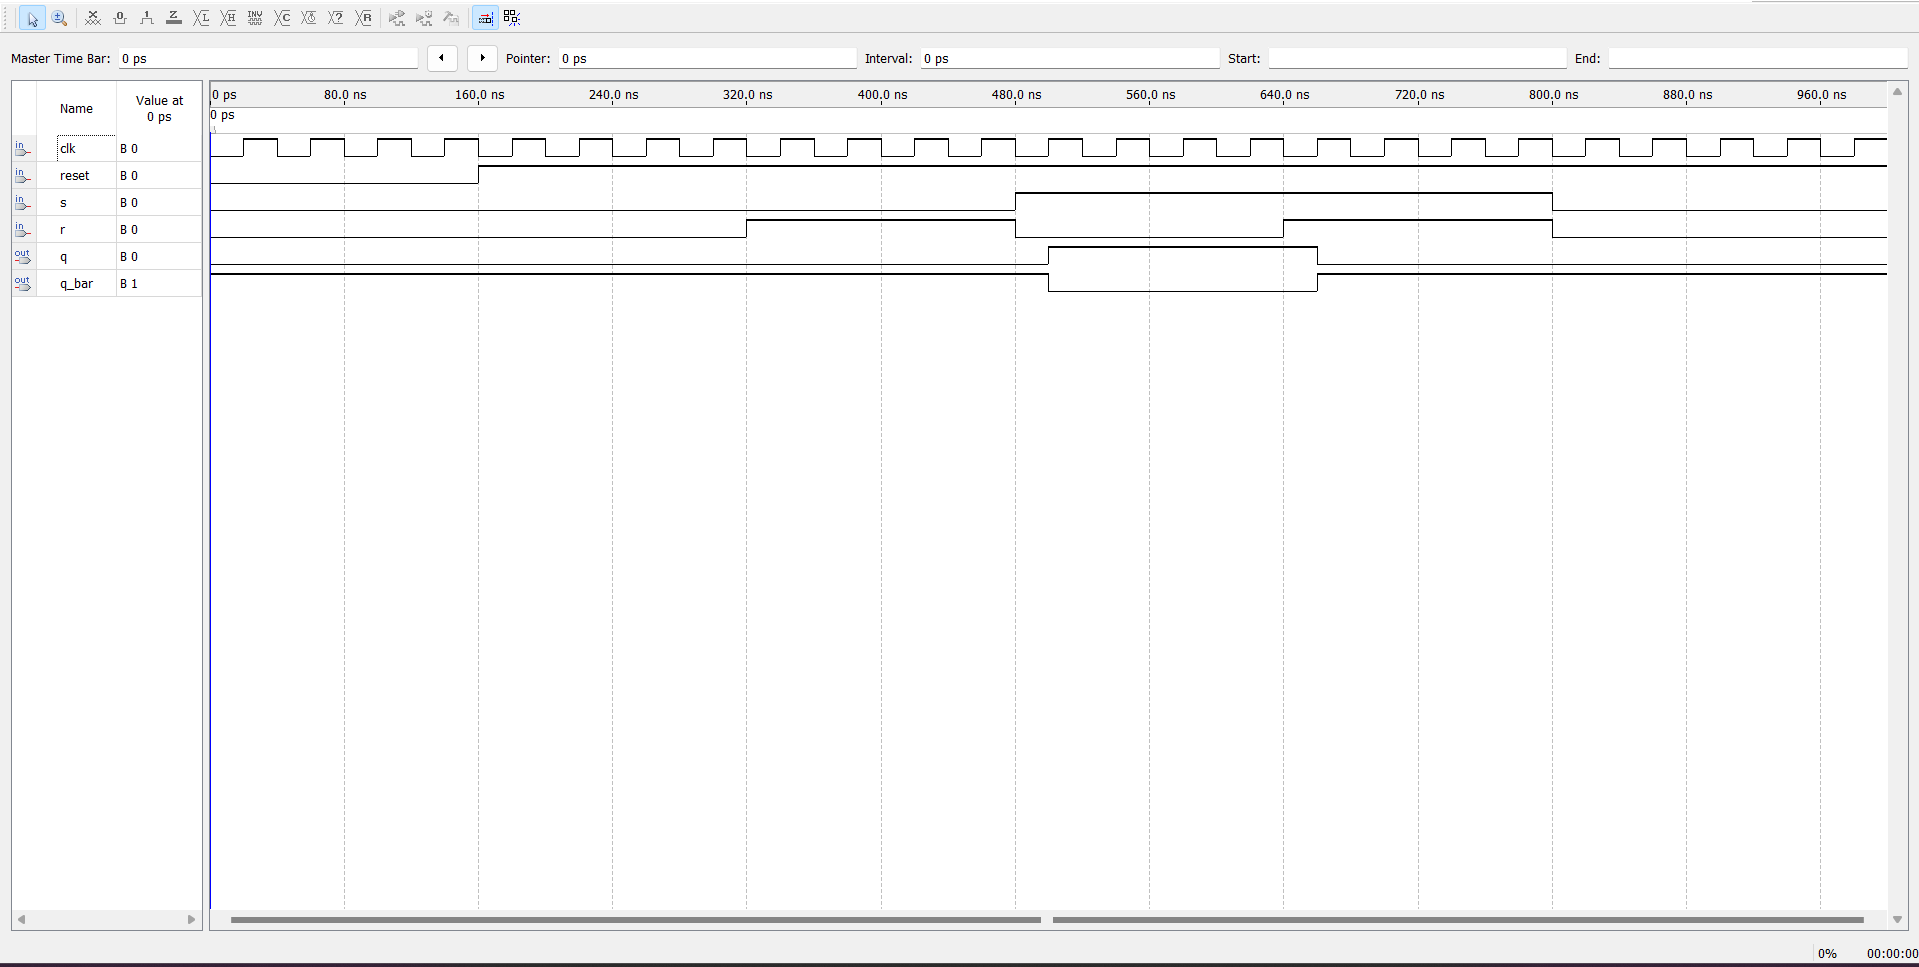 Master Time Bar: 0 ps Pointer: 0 ps Interval: 0 ps Start: End:
Name Value at 0 ps
0 ps 80.0 ns 160.0 ns 240.0 ns 320.0 ns 400.0 ns 480.0 ns 560.0 ns 640.0 ns 720.0 ns 800.0 ns 880.0 ns 960.0 ns
0 ps
in clk B 0
in reset B 0
in s B 0
in r B 0
out q B 0
out q_bar B 1
0% 00:00:00